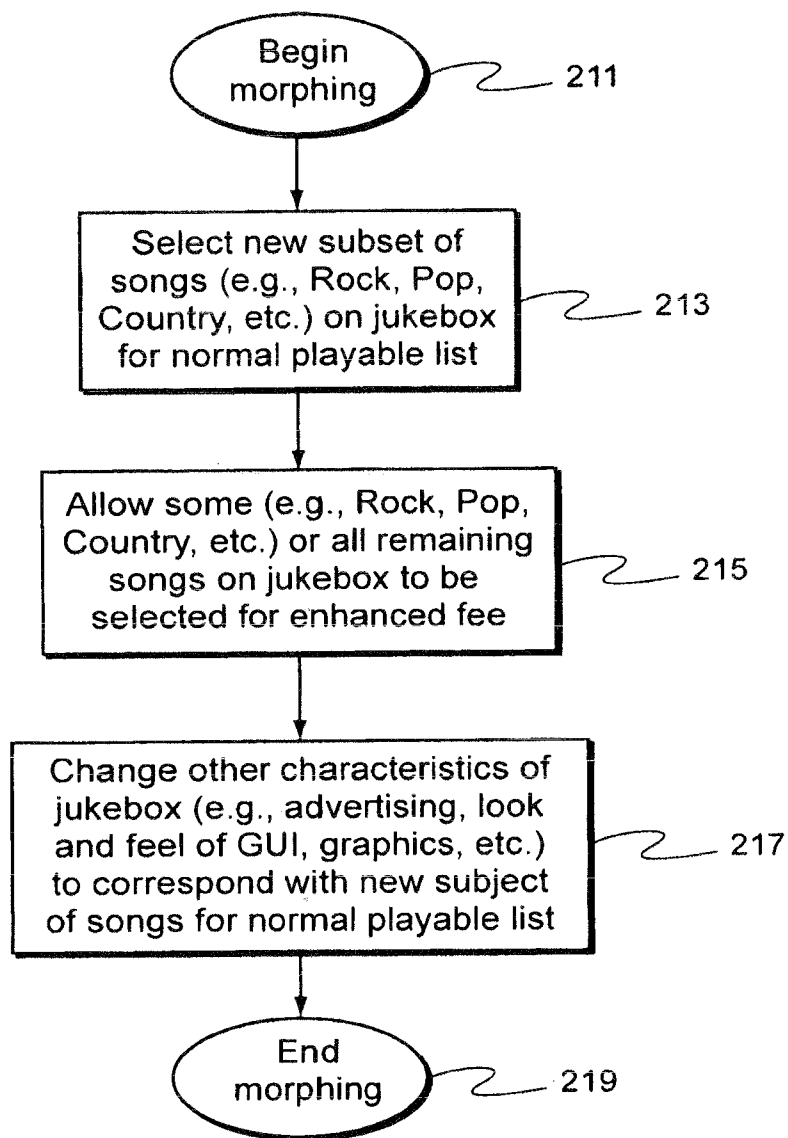 Begin
morphing
211
Select new subset of
songs (e.g., Rock, Pop,
Country, etc.) on jukebox
for normal playable list
213
Allow some (e.g., Rock, Pop,
Country, etc.) or all remaining
songs on jukebox to be
selected for enhanced fee
215
Change other characteristics of
jukebox (e.g., advertising, look
and feel of GUI, graphics, etc.)
to correspond with new subject
of songs for normal playable list
217
End
morphing
219